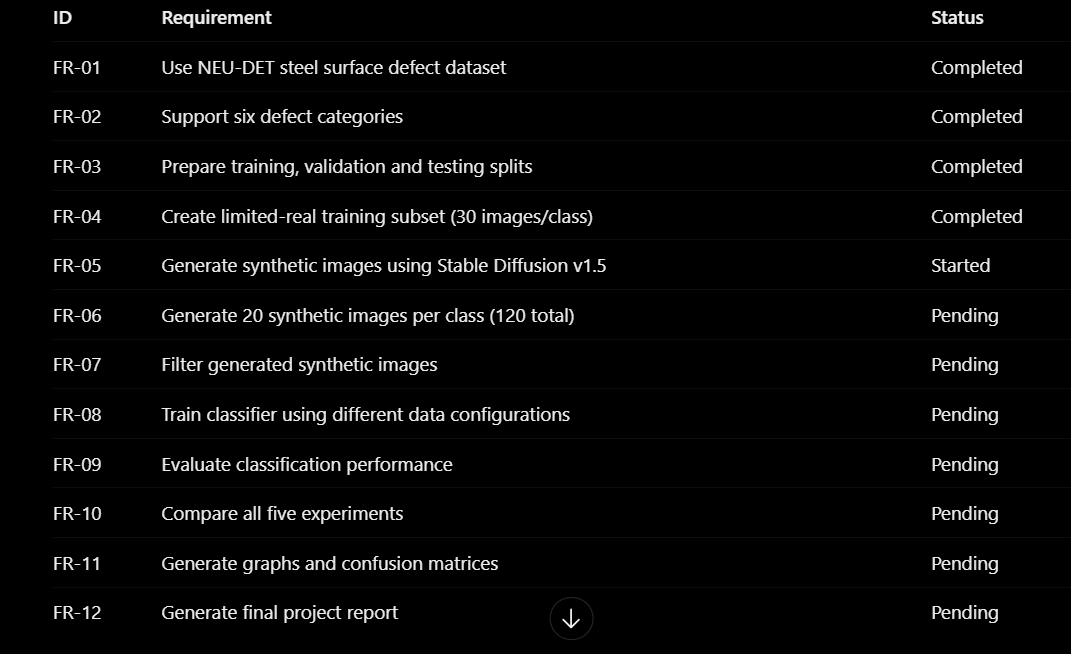 ID Requirement Status
FR-01 Use NEU-DET steel surface defect dataset Completed
FR-02 Support six defect categories Completed
FR-03 Prepare training, validation and testing splits Completed
FR-04 Create limited-real training subset (30 images/class) Completed
FR-05 Generate synthetic images using Stable Diffusion v1.5 Started
FR-06 Generate 20 synthetic images per class (120 total) Pending
FR-07 Filter generated synthetic images Pending
FR-08 Train classifier using different data configurations Pending
FR-09 Evaluate classification performance Pending
FR-10 Compare all five experiments Pending
FR-11 Generate graphs and confusion matrices Pending
FR-12 Generate final project report Pending